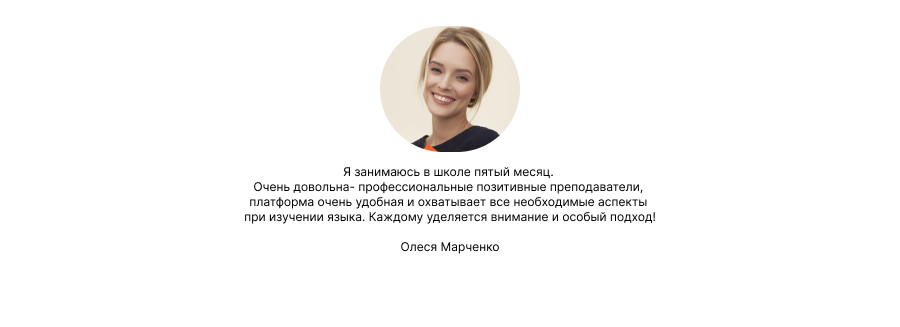 Я занимаюсь в школе пятый месяц.
Очень довольна- профессиональные позитивные преподаватели,
платформа очень удобная и охватывает все необходимые аспекты
при изучении языка. Каждому уделяется внимание и особый подход!
Олеся Марченко